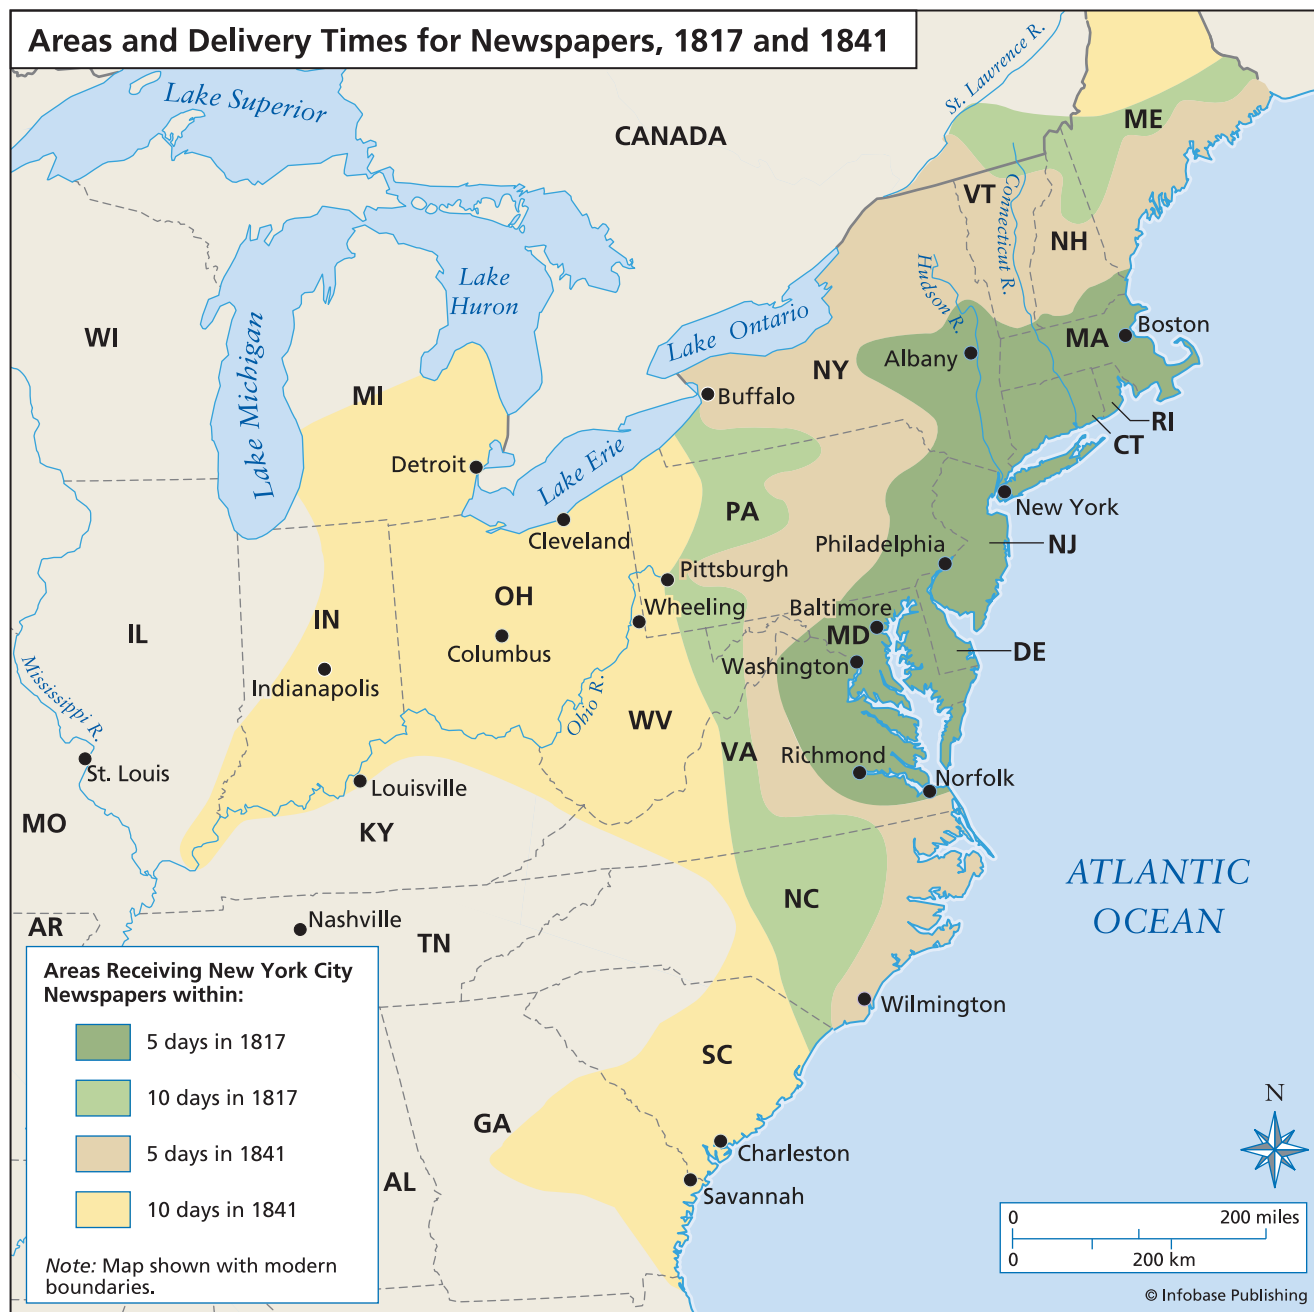 Areas and Delivery Times for Newspapers, 1817 and 1841
Lake Superior
CANADA
St. Lawrence R.
ME
VT
Connecticut R.
NH
Hudson R.
Lake
Huron
WI
Lake Michigan
Lake Ontario
MA
Boston
Albany
NY
MI
Buffalo
RI
CT
Detroit
Lake Erie
New York
PA
Cleveland
NJ
Philadelphia
Pittsburgh
OH
Wheeling
Baltimore
IN
IL
MD
DE
Columbus
Washington
Indianapolis
Mississippi R.
Ohio R.
WV
VA
Richmond
St. Louis
Norfolk
Louisville
MO
KY
ATLANTIC
OCEAN
NC
Nashville
AR
TN
Wilmington
SC
GA
Charleston
AL
Savannah
Areas Receiving New York City
Newspapers within:
5 days in 1817
10 days in 1817
5 days in 1841
10 days in 1841
Note: Map shown with modern
boundaries.
N
0 200 miles
0 200 km
© Infobase Publishing